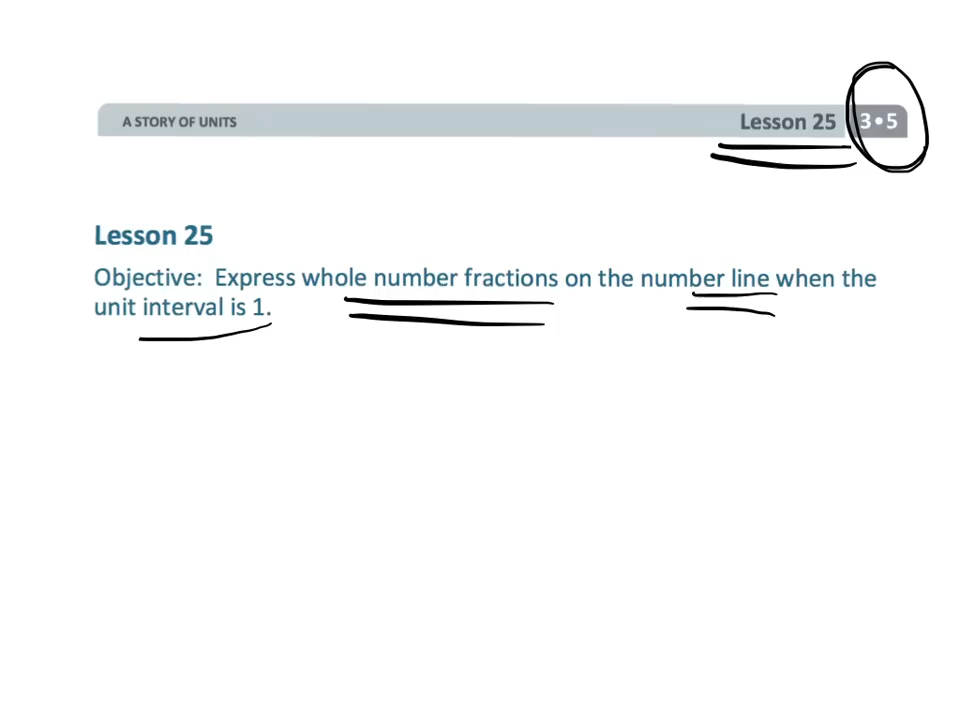 A STORY OF UNITS Lesson 25 3•5
Lesson 25
Objective: Express whole number fractions on the number line when the
unit interval is 1.